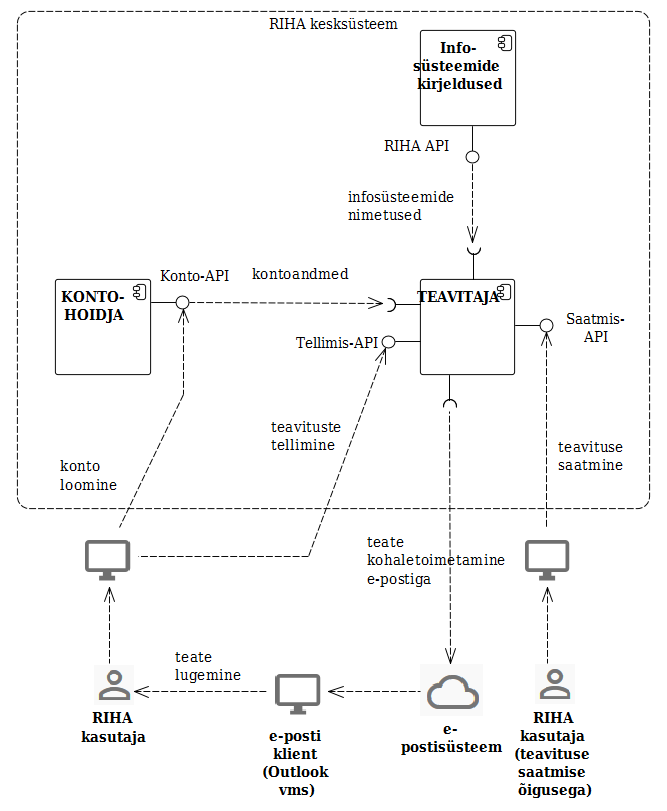 RIHA kesksüsteem
Info-
süsteemide
kirjeldused
RIHA API
infosüsteemide
nimetused
Konto-API
kontoandmed
KONTO-
HOIDJA
TEAVITAJA
Saatmis-
API
Tellimis-API
teavituste
tellimine
teavituse
saatmine
konto
loomine
teate
kohaletoimetamine
e-postiga
teate
lugemine
RIHA
kasutaja
e-posti
klient
(Outlook
vms)
e-
postisüsteem
RIHA
kasutaja
(teavituse
saatmise
õigusega)